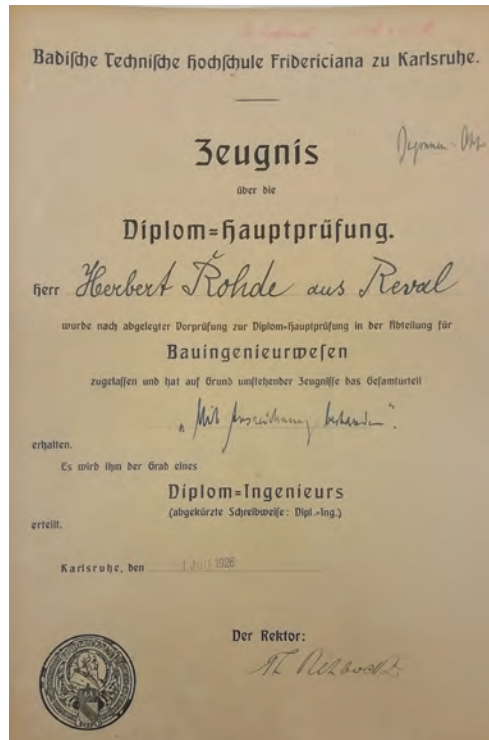 Badiſche Techniſche Hochſchule Fridericiana zu Karlsruhe.
Zeugnis
über die
Diplom=Hauptprüfung.
Herr Herbert Rohde aus Reval
wurde nach abgelegter Vorprüfung zur Diplom=Hauptprüfung in der Abteilung für
Bauingenieurweſen
zugelaſſen und hat auf Grund umſtehender Zeugniſſe das Geſamturteil
„Mit Auszeichnung beſtanden“.
erhalten.
Es wird ihm der Grad eines
Diplom=Ingenieurs
(abgekürzte Schreibweiſe: Dipl.=Ing.)
erteilt.
Karlsruhe, den 1 Juli 1926
Der Rektor:
Th Rehbock